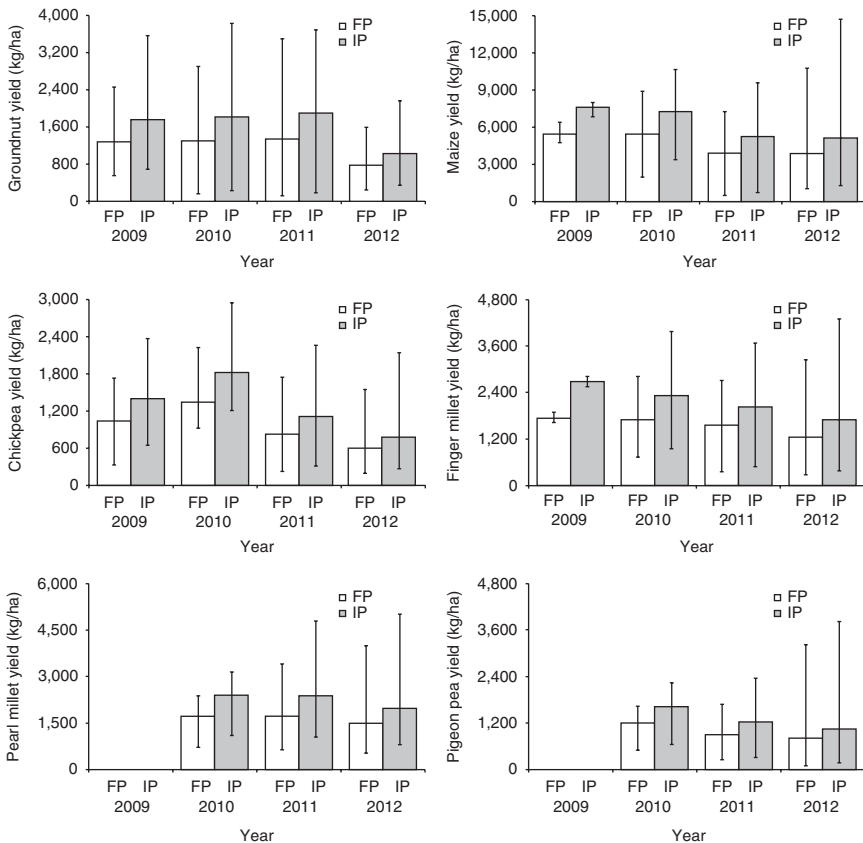 Groundnut yield (kg/ha)
4,000
3,200
2,400
1,600
800
0
FP
IP
FP IP FP IP FP IP FP IP
2009 2010 2011 2012
Year
Maize yield (kg/ha)
15,000
12,000
9,000
6,000
3,000
0
FP
IP
FP IP FP IP FP IP FP IP
2009 2010 2011 2012
Year
Chickpea yield (kg/ha)
3,000
2,400
1,800
1,200
600
0
FP
IP
FP IP FP IP FP IP FP IP
2009 2010 2011 2012
Year
Finger millet yield (kg/ha)
4,800
3,600
2,400
1,200
0
FP
IP
FP IP FP IP FP IP FP IP
2009 2010 2011 2012
Year
Pearl millet yield (kg/ha)
6,000
4,500
3,000
1,500
0
FP
IP
FP IP FP IP FP IP FP IP
2009 2010 2011 2012
Year
Pigeon pea yield (kg/ha)
4,800
3,600
2,400
1,200
0
FP
IP
FP IP FP IP FP IP FP IP
2009 2010 2011 2012
Year